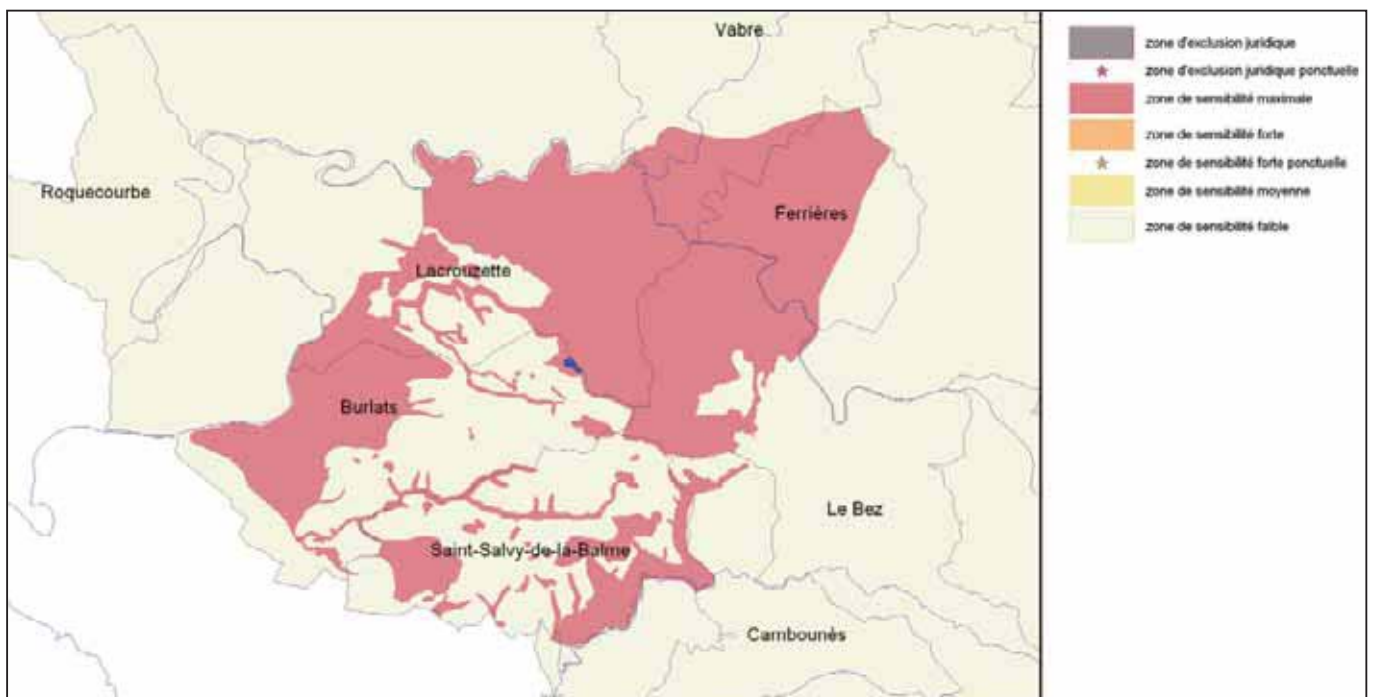 Vabre
Roquecourbe
Ferrières
Lacrouzette
Burlats
Le Bez
Saint-Salvy-de-la-Balme
Cambounès
zone d'exclusion juridique
zone d'exclusion juridique ponctuelle
zone de sensibilité maximale
zone de sensibilité forte
zone de sensibilité forte ponctuelle
zone de sensibilité moyenne
zone de sensibilité faible